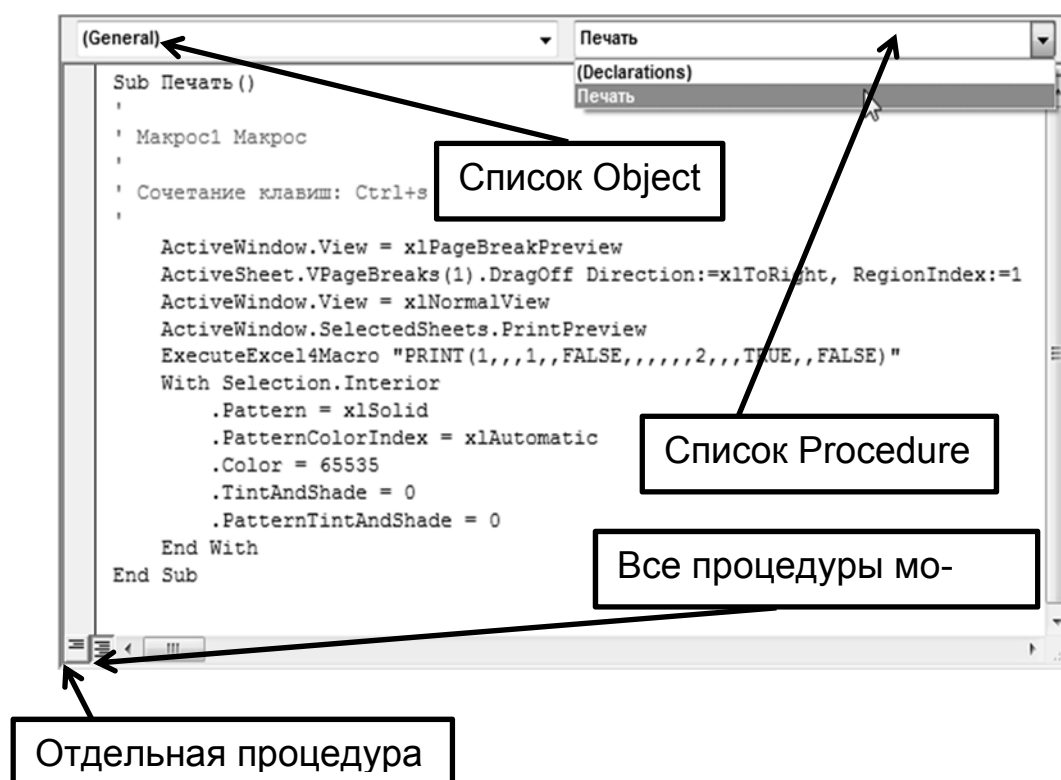 (General) Печать
(Declarations)
Печать
Sub Печать()
'
' Макрос1 Макрос
'
' Сочетание клавиш: Ctrl+s
'
ActiveWindow.View = xlPageBreakPreview
ActiveSheet.VPageBreaks(1).DragOff Direction:=xlToRight, RegionIndex:=1
ActiveWindow.View = xlNormalView
ActiveWindow.SelectedSheets.PrintPreview
ExecuteExcel4Macro "PRINT(1,,,1,,FALSE,,,,,,2,,,TRUE,,FALSE)"
With Selection.Interior
.Pattern = xlSolid
.PatternColorIndex = xlAutomatic
.Color = 65535
.TintAndShade = 0
.PatternTintAndShade = 0
End With
End Sub
Список Object
Список Procedure
Все процедуры мо-
Отдельная процедура